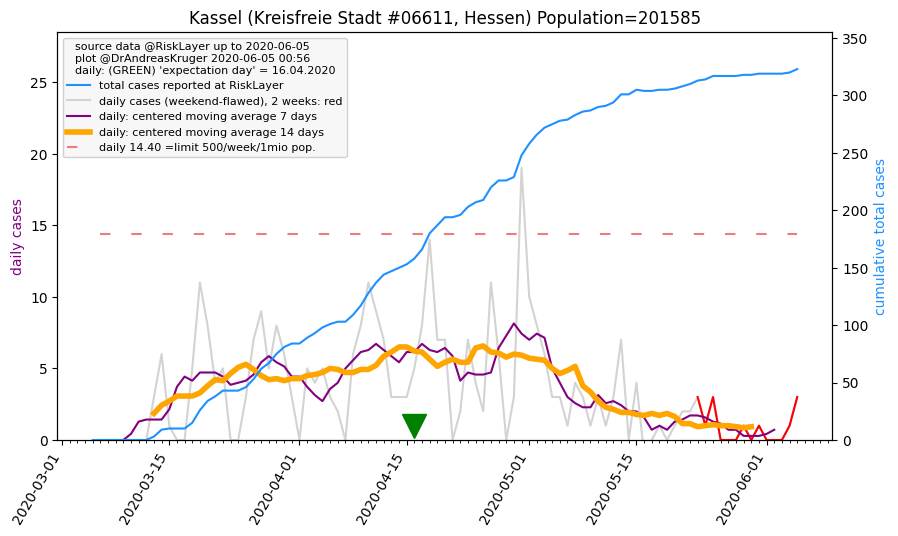 Kassel (Kreisfreie Stadt #06611, Hessen) Population=201585
source data @RiskLayer up to 2020-06-05
plot @DrAndreasKruger 2020-06-05 00:56
daily: (GREEN) 'expectation day' = 16.04.2020
total cases reported at RiskLayer
daily cases (weekend-flawed), 2 weeks: red
daily: centered moving average 7 days
daily: centered moving average 14 days
daily 14.40 =limit 500/week/1mio pop.
daily cases
25
20
15
10
5
0
350
300
250
200
150
100
50
0
cumulative total cases
2020-03-01
2020-03-15
2020-04-01
2020-04-15
2020-05-01
2020-05-15
2020-06-01